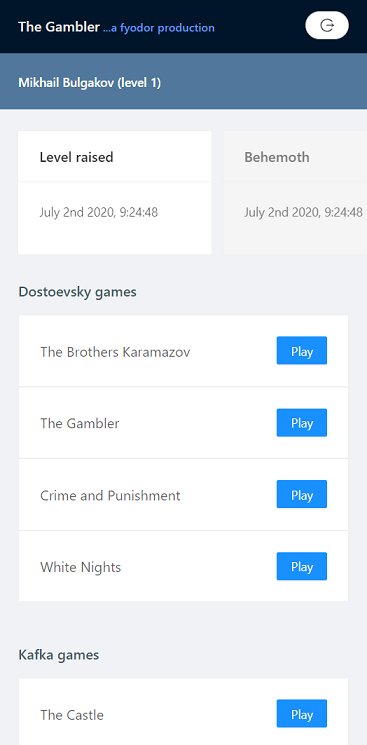 The Gambler ...a fyodor production
Mikhail Bulgakov (level 1)
Level raised
July 2nd 2020, 9:24:48
Behemoth
July 2nd 2020, 9:24:48
Dostoevsky games
The Brothers Karamazov Play
The Gambler Play
Crime and Punishment Play
White Nights Play
Kafka games
The Castle Play